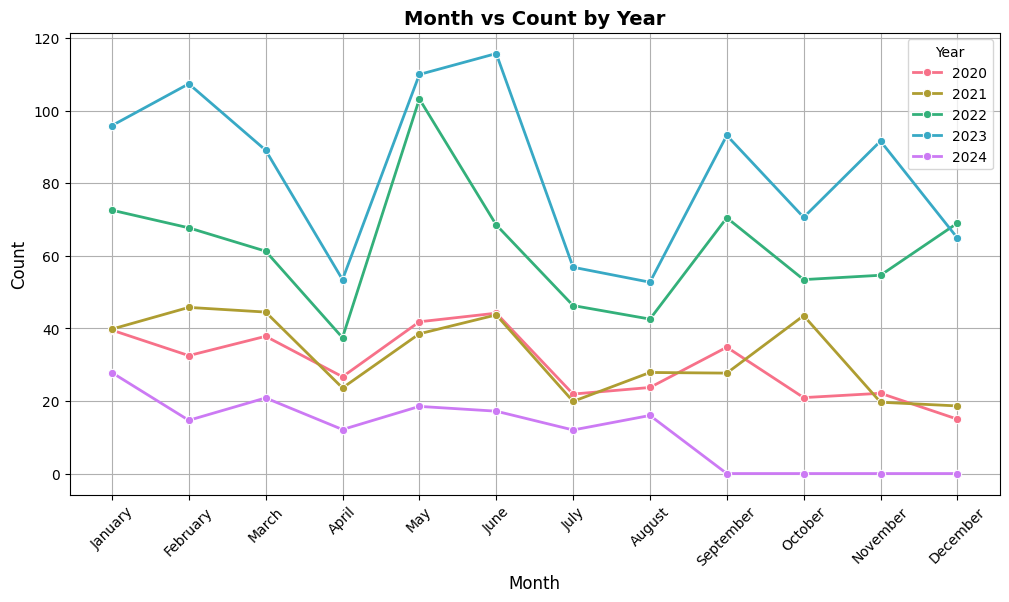 Month vs Count by Year
Year
2020
2021
2022
2023
2024
120
100
80
60
40
20
0
Count
January
February
March
April
May
June
July
August
September
October
November
December
Month